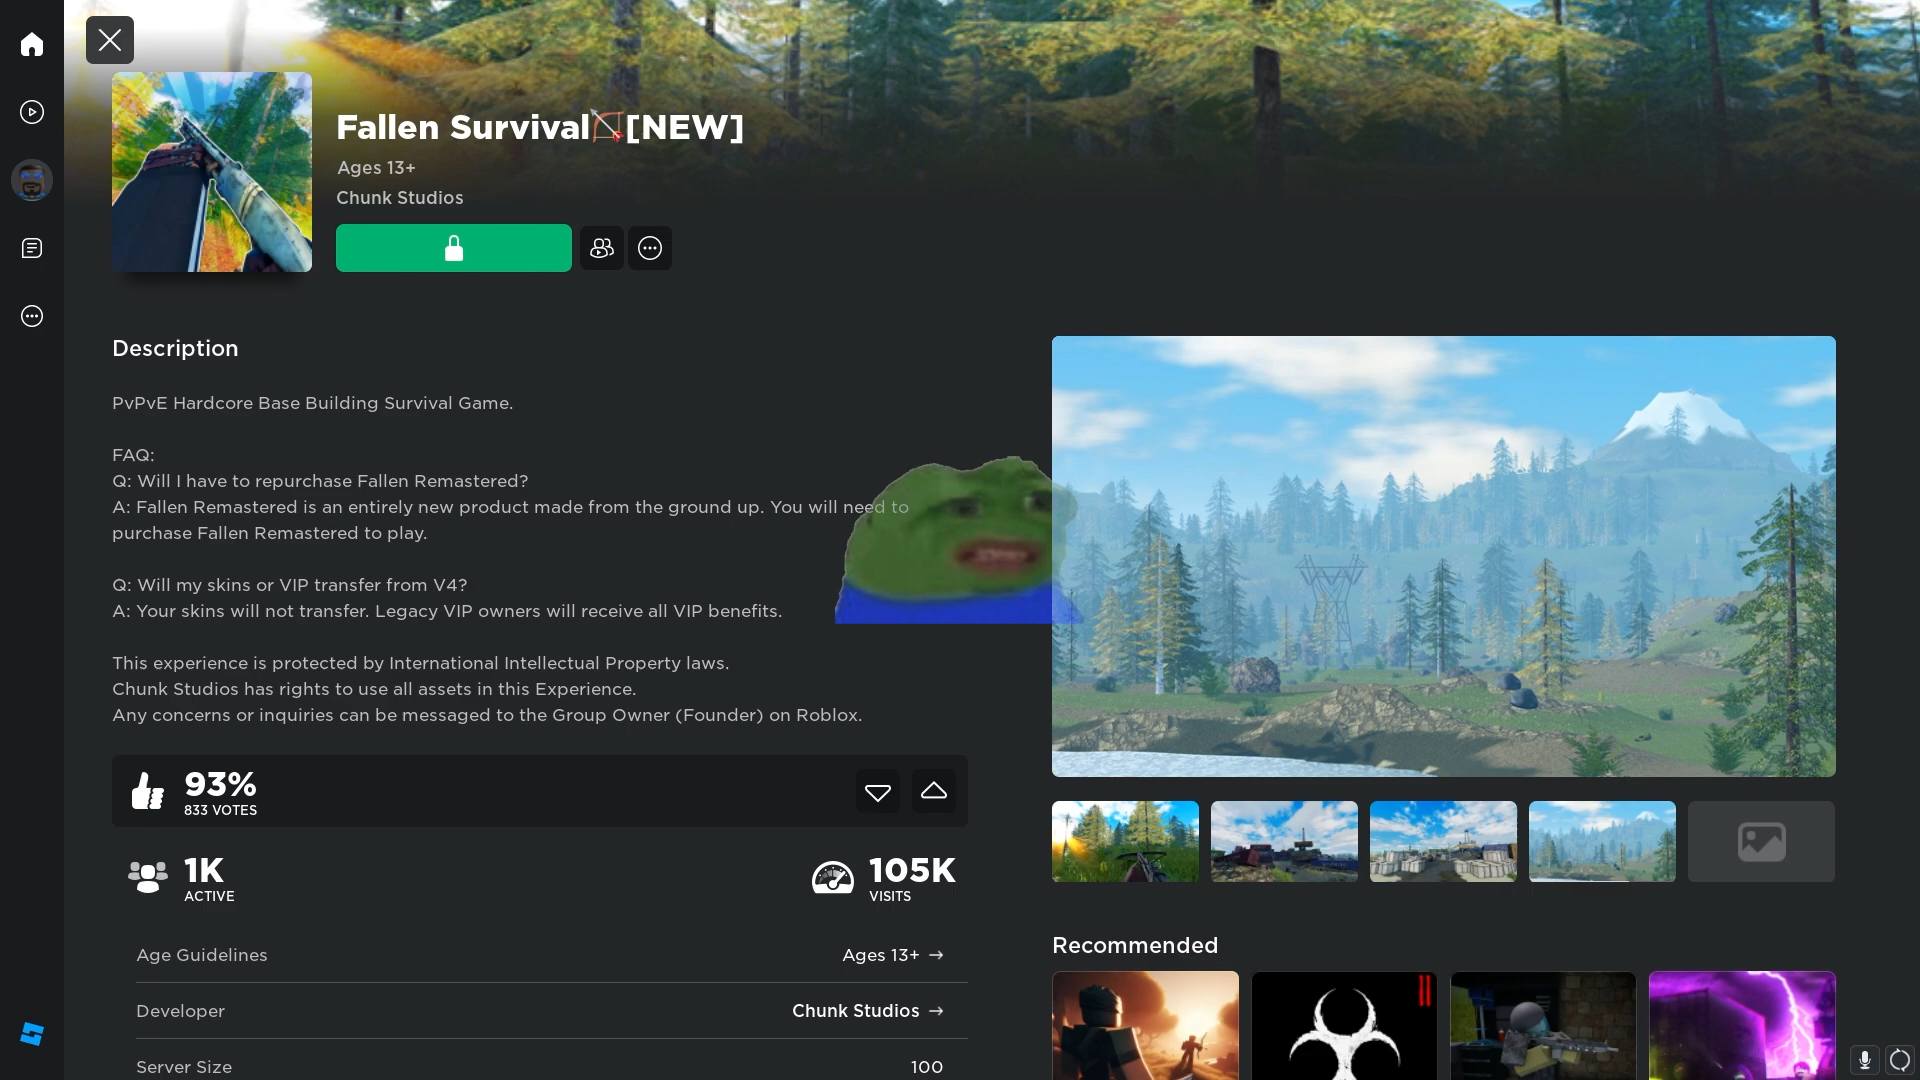 Fallen Survival🏹[NEW]
Ages 13+
Chunk Studios
Description
PvPvE Hardcore Base Building Survival Game.
FAQ:
Q: Will I have to repurchase Fallen Remastered?
A: Fallen Remastered is an entirely new product made from the ground up. You will need to
purchase Fallen Remastered to play.
Q: Will my skins or VIP transfer from V4?
A: Your skins will not transfer. Legacy VIP owners will receive all VIP benefits.
This experience is protected by International Intellectual Property laws.
Chunk Studios has rights to use all assets in this Experience.
Any concerns or inquiries can be messaged to the Group Owner (Founder) on Roblox.
93%
833 VOTES
1K
ACTIVE
105K
VISITS
Age Guidelines
Ages 13+ →
Developer
Chunk Studios →
Server Size
100
Recommended